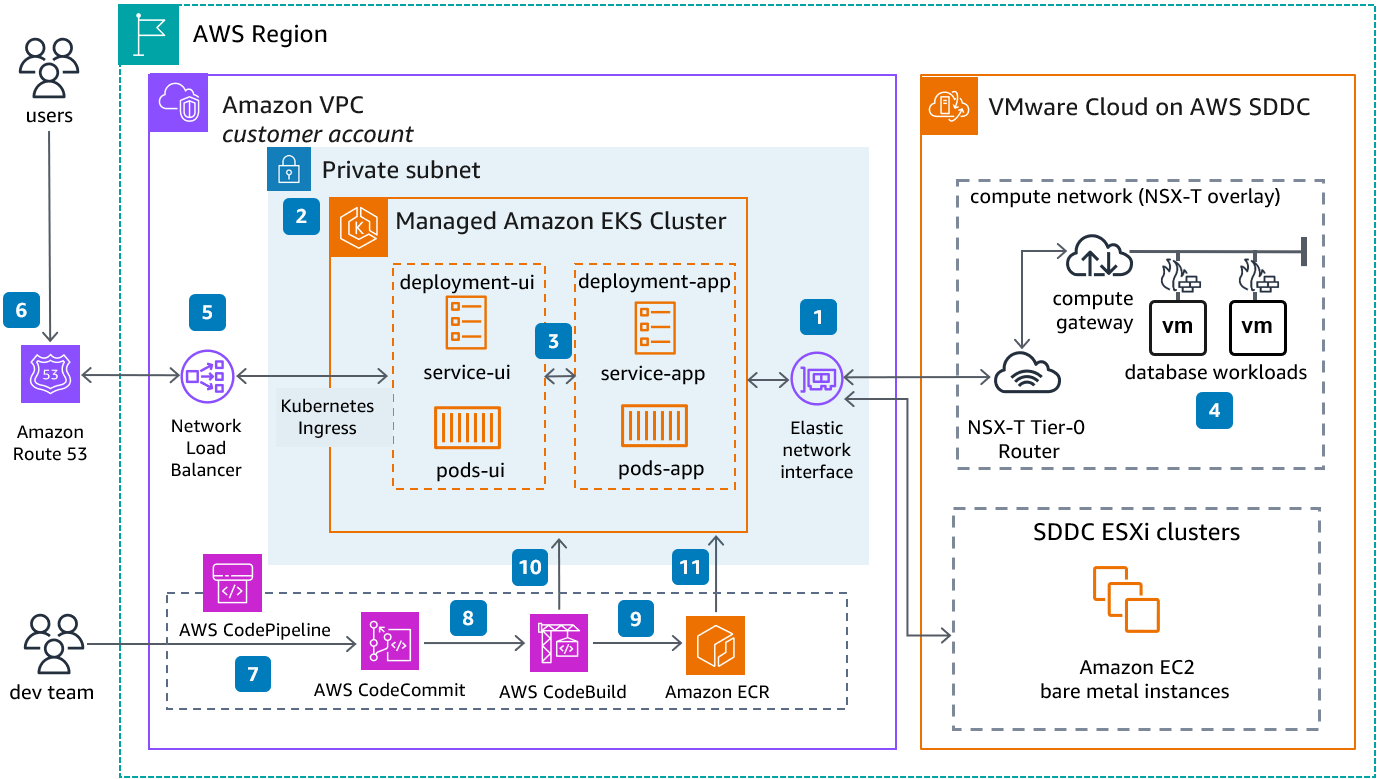 AWS Region
users
Amazon VPC
customer account
VMware Cloud on AWS SDDC
Private subnet
2
K
Managed Amazon EKS Cluster
compute network (NSX-T overlay)
deployment-ui
deployment-app
6
5
3
1
compute
gateway
vm
vm
service-ui
service-app
database workloads
53
4
Kubernetes
Ingress
Amazon
Route 53
Network
Load
Balancer
pods-ui
pods-app
Elastic
network
interface
NSX-T Tier-0
Router
SDDC ESXi clusters
10
11
8
9
AWS CodePipeline
7
dev team
AWS CodeCommit
AWS CodeBuild
Amazon ECR
Amazon EC2
bare metal instances